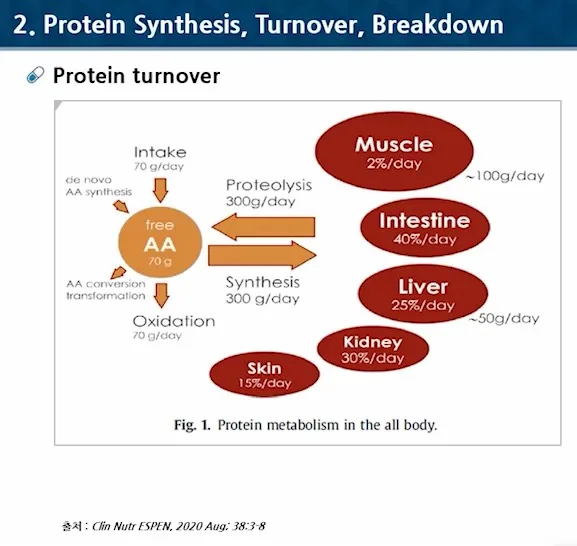 2. Protein Synthesis, Turnover, Breakdown
Protein turnover
Intake
70 g/day
de novo
AA synthesis
free
AA
70 g
AA conversion
transformation
Oxidation
70 g/day
Proteolysis
300g/day
Synthesis
300 g/day
Muscle
2%/day
~100g/day
Intestine
40%/day
Liver
25%/day
~50g/day
Kidney
30%/day
Skin
15%/day
Fig. 1. Protein metabolism in the all body.
출처 : Clin Nutr ESPEN, 2020 Aug; 38:3-8